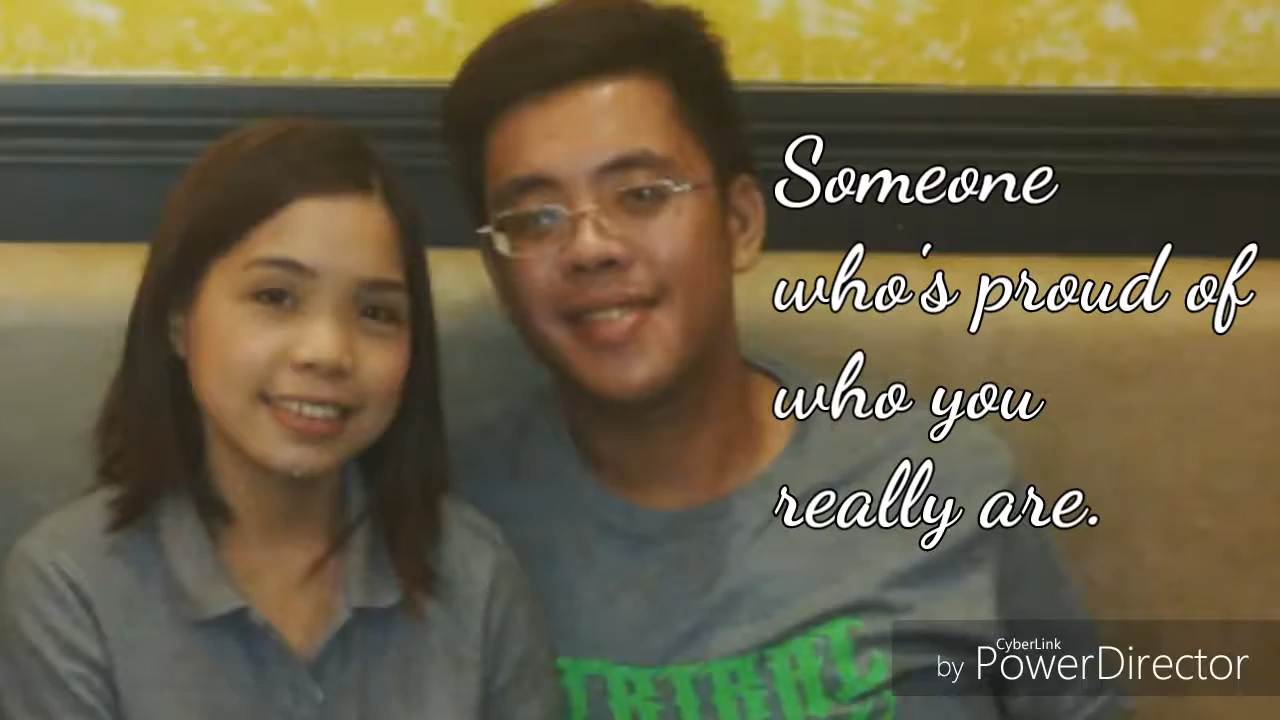 Someone
who's proud of
who you
really are.
CyberLink
by PowerDirector